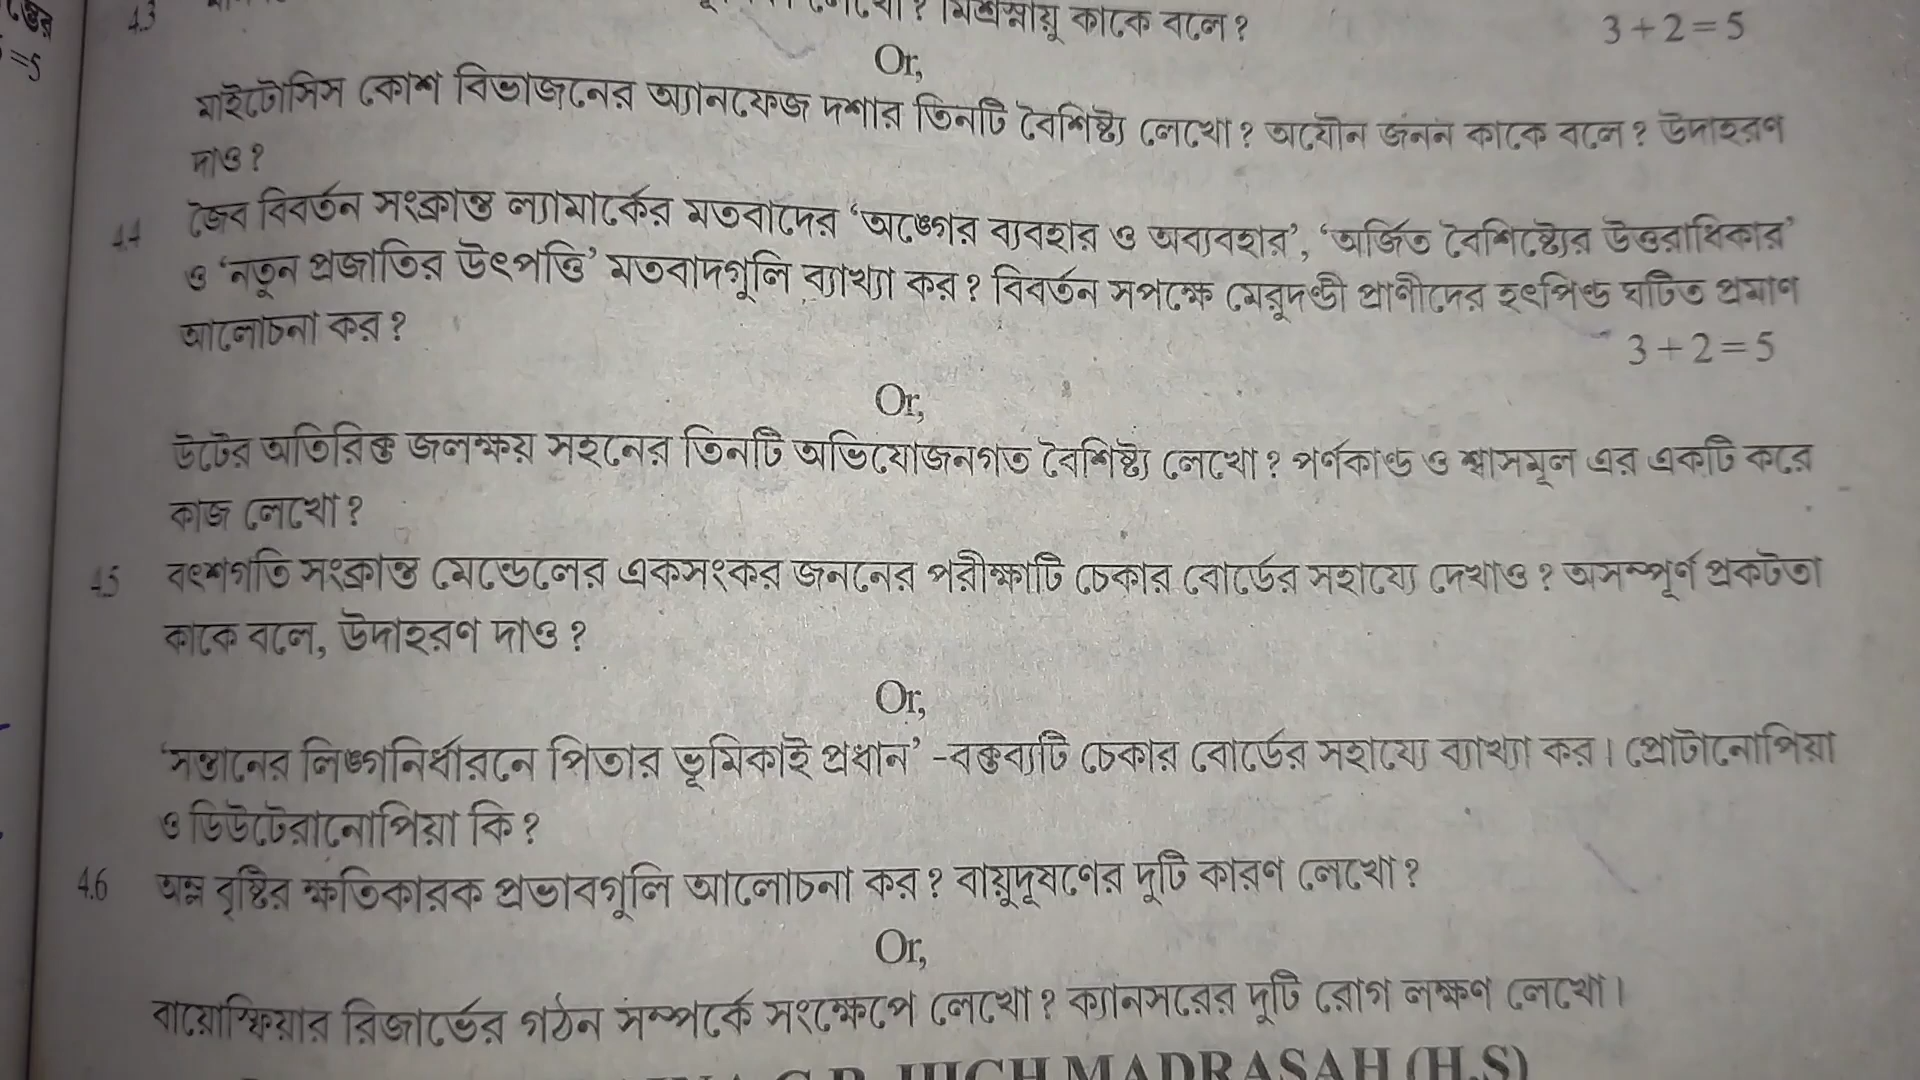 ন্তের
=5
4.3 মিশ্রস্নায়ু কাকে বলে? 3+2=5
Or,
মাইটোসিস কোশ বিভাজনের অ্যানফেজ দশার তিনটি বৈশিষ্ট্য লেখো? অযৌন জনন কাকে বলে? উদাহরণ
দাও?
4.4 জৈব বিবর্তন সংক্রান্ত ল্যামার্কের মতবাদের ‘অঙ্গের ব্যবহার ও অব্যবহার’, ‘অর্জিত বৈশিষ্ট্যের উত্তরাধিকার’
ও ‘নতুন প্রজাতির উৎপত্তি’ মতবাদগুলি ব্যাখ্যা কর? বিবর্তন সপক্ষে মেরুদণ্ডী প্রাণীদের হৃৎপিণ্ড ঘটিত প্রমাণ
আলোচনা কর?
3+2=5
Or,
উটের অতিরিক্ত জলক্ষয় সহনের তিনটি অভিযোজনগত বৈশিষ্ট্য লেখো? পর্ণকাণ্ড ও শ্বাসমূল এর একটি করে
কাজ লেখো?
4.5 বংশগতি সংক্রান্ত মেন্ডেলের একসংকর জননের পরীক্ষাটি চেকার বোর্ডের সহায্যে দেখাও? অসম্পূর্ণ প্রকটতা
কাকে বলে, উদাহরণ দাও?
Or,
‘সন্তানের লিঙ্গনির্ধারনে পিতার ভূমিকাই প্রধান’ -বক্তব্যটি চেকার বোর্ডের সহায্যে ব্যাখ্যা কর। প্রোটানোপিয়া
ও ডিউটেরানোপিয়া কি?
4.6 অম্ল বৃষ্টির ক্ষতিকারক প্রভাবগুলি আলোচনা কর? বায়ুদূষণের দুটি কারণ লেখো?
Or,
বায়োস্ফিয়ার রিজার্ভের গঠন সম্পর্কে সংক্ষেপে লেখো? ক্যানসরের দুটি রোগ লক্ষণ লেখো।
HIGH MADRASAH (H.S)